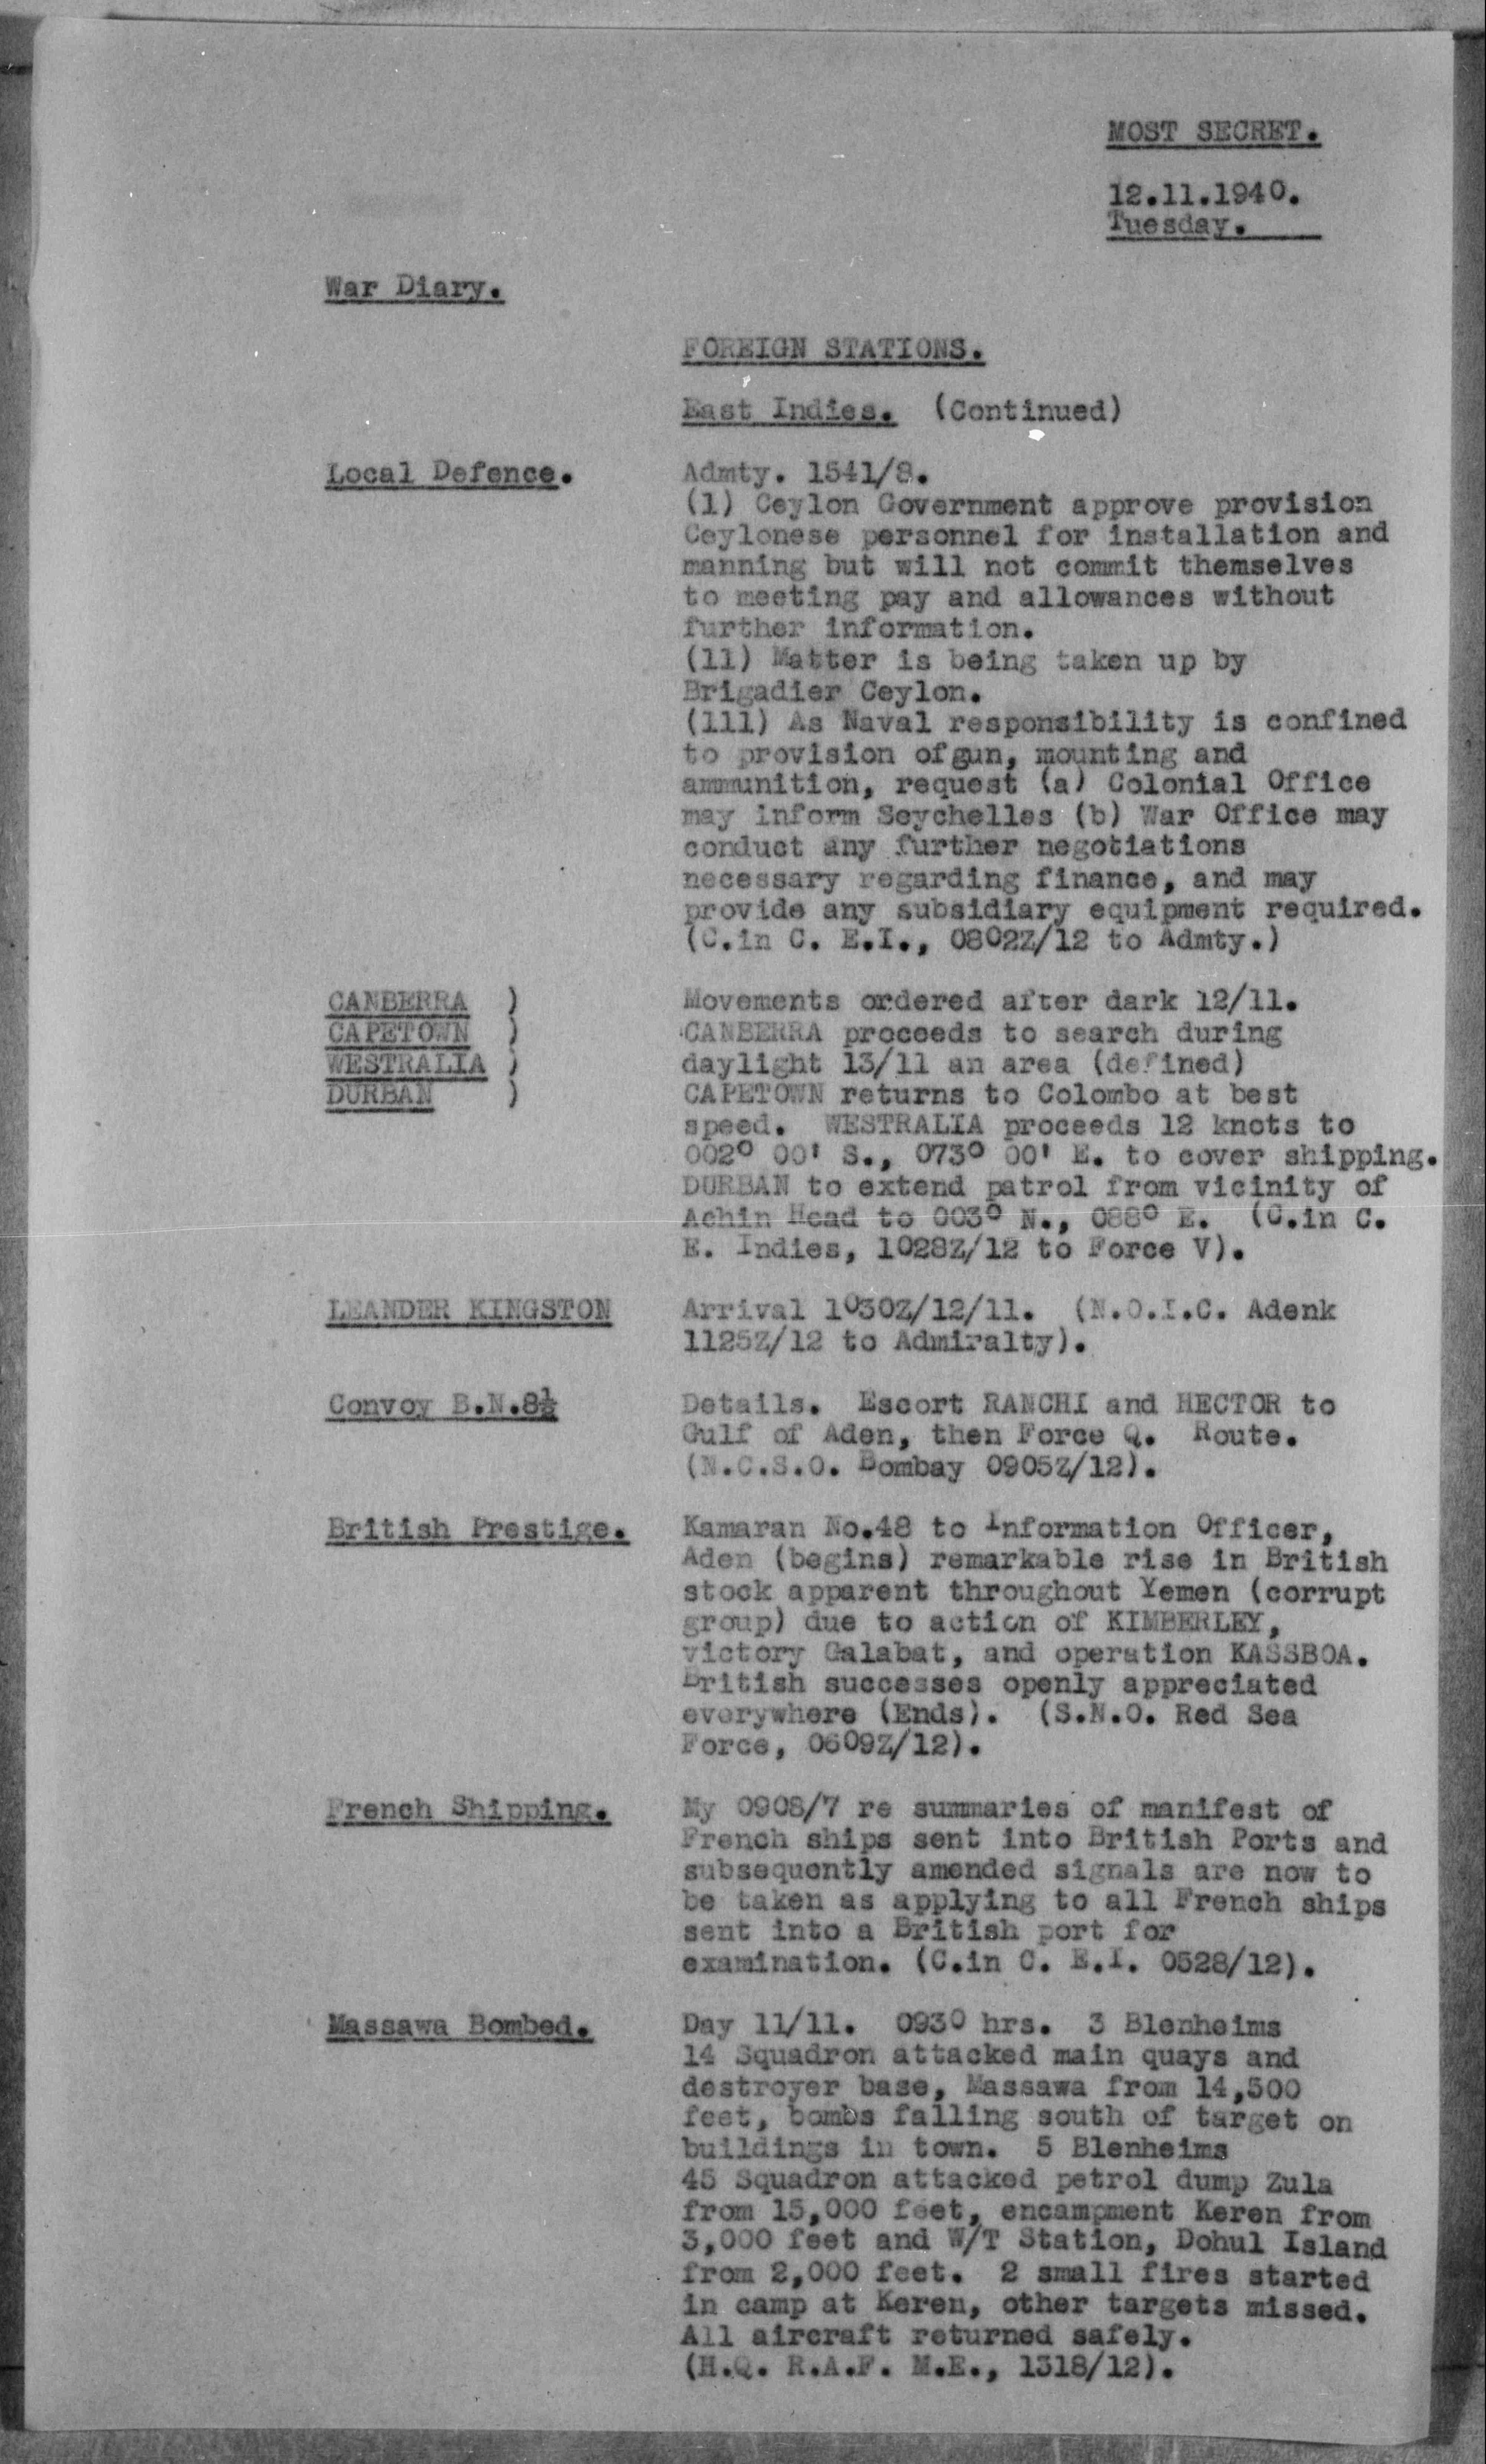 MOST SECRET.
12.11.1940.
Tuesday.
War Diary.
FOREIGN STATIONS.
East Indies. (Continued)
Local Defence.
Admty. 1541/8.
(1) Ceylon Government approve provision
Ceylonese personnel for installation and
manning but will not commit themselves
to meeting pay and allowances without
further information.
(11) Matter is being taken up by
Brigadier Ceylon.
(111) As Naval responsibility is confined
to provision of gun, mounting and
ammunition, request (a) Colonial Office
may inform Seychelles (b) War Office may
conduct any further negotiations
necessary regarding finance, and may
provide any subsidiary equipment required.
(C.in C. E.I., 0802Z/12 to Admty.)
CANBERRA )
CAPETOWN )
WESTRALIA )
DURBAN )
Movements ordered after dark 12/11.
CANBERRA proceeds to search during
daylight 13/11 an area (defined)
CAPETOWN returns to Colombo at best
speed. WESTRALIA proceeds 12 knots to
002° 00' S., 073° 00' E. to cover shipping.
DURBAN to extend patrol from vicinity of
Achin Head to 003° N., 088° E. (C.in C.
E. Indies, 1028Z/12 to Force V).
LEANDER KINGSTON
Arrival 1030Z/12/11. (N.O.I.C. Adenk
1125Z/12 to Admiralty).
Convoy B.N.8½
Details. Escort RANCHI and HECTOR to
Gulf of Aden, then Force Q. Route.
(N.C.S.O. Bombay 0905Z/12).
British Prestige.
Kamaran No.48 to Information Officer,
Aden (begins) remarkable rise in British
stock apparent throughout Yemen (corrupt
group) due to action of KIMBERLEY,
victory Galabat, and operation KASSBOA.
British successes openly appreciated
everywhere (Ends). (S.N.O. Red Sea
Force, 0609Z/12).
French Shipping.
My 0908/7 re summaries of manifest of
French ships sent into British Ports and
subsequently amended signals are now to
be taken as applying to all French ships
sent into a British port for
examination. (C.in C. E.I. 0528/12).
Massawa Bombed.
Day 11/11. 0930 hrs. 3 Blenheims
14 Squadron attacked main quays and
destroyer base, Massawa from 14,500
feet, bombs falling south of target on
buildings in town. 5 Blenheims
45 Squadron attacked petrol dump Zula
from 15,000 feet, encampment Keren from
3,000 feet and W/T Station, Dohul Island
from 2,000 feet. 2 small fires started
in camp at Keren, other targets missed.
All aircraft returned safely.
(H.Q. R.A.F. M.E., 1318/12).